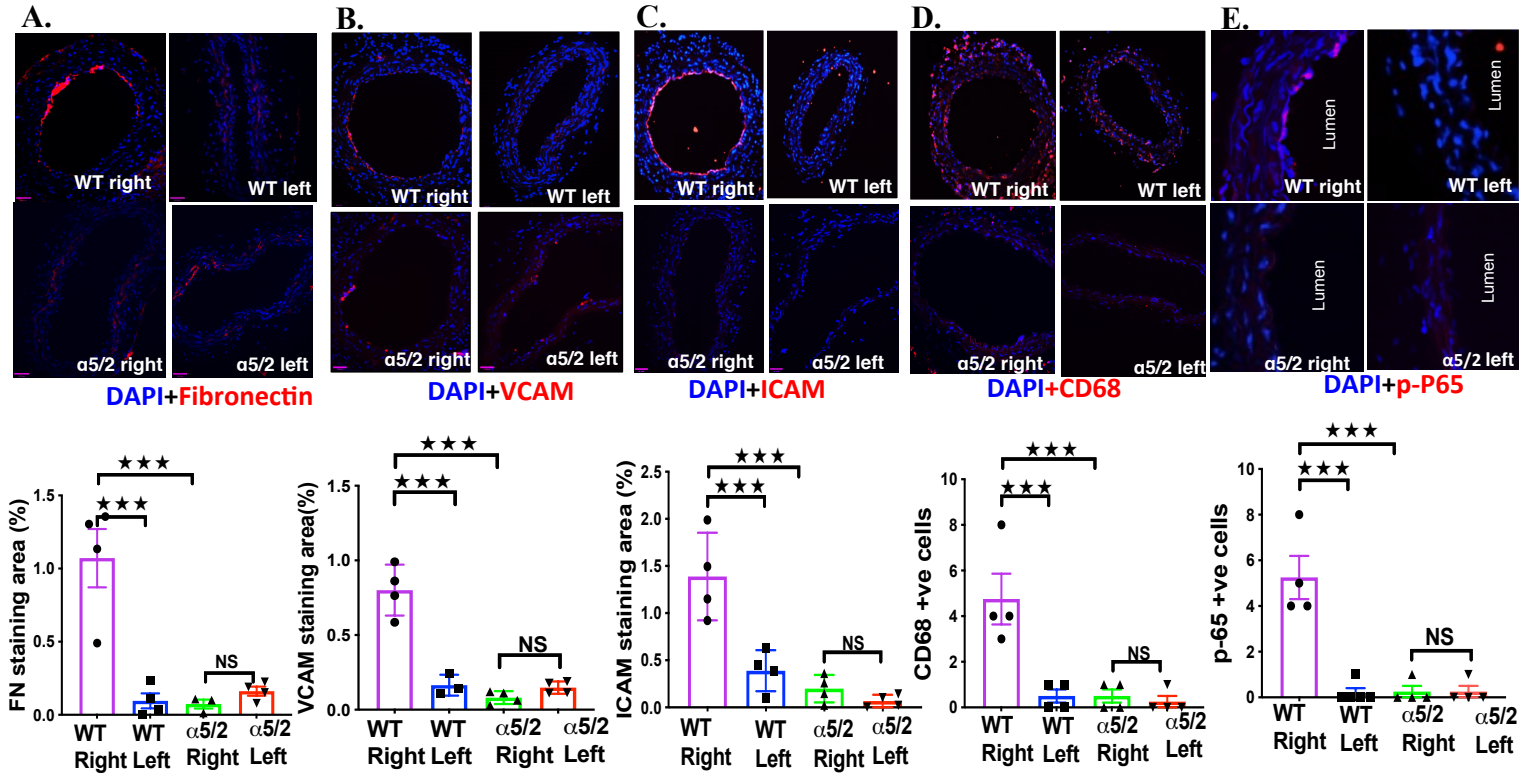 A.
B.
C.
D.
E.
WT right
WT left
WT right
WT left
WT right
WT left
WT right
WT left
Lumen
WT right
Lumen
WT left
α5/2 right
α5/2 left
α5/2 right
α5/2 left
α5/2 right
α5/2 left
α5/2 right
α5/2 left
Lumen
α5/2 right
Lumen
α5/2 left
DAPI+Fibronectin
DAPI+VCAM
DAPI+ICAM
DAPI+CD68
DAPI+p-P65
FN staining area (%)
1.5
1.0
0.5
0.0
★★★
★★★
NS
WT Right
WT Left
α5/2 Right
α5/2 Left
VCAM staining area(%)
1.5
1.0
0.5
0.0
★★★
★★★
NS
WT Right
WT Left
α5/2 Right
α5/2 Left
ICAM staining area (%)
2.5
2.0
1.5
1.0
0.5
0.0
★★★
★★★
NS
WT Right
WT Left
α5/2 Right
α5/2 Left
CD68 +ve cells
10
8
6
4
2
0
★★★
★★★
NS
WT Right
WT Left
α5/2 Right
α5/2 Left
p-65 +ve cells
10
8
6
4
2
0
★★★
★★★
NS
WT Right
WT Left
α5/2 Right
α5/2 Left